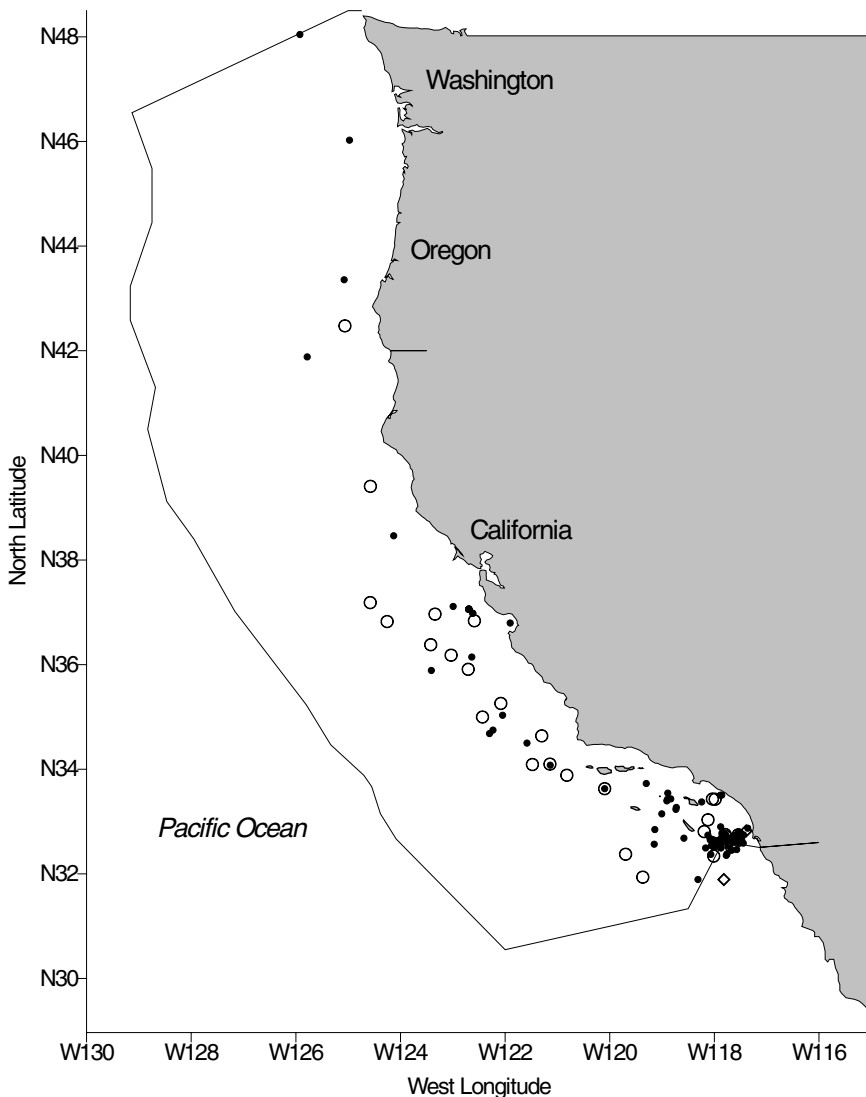 N48
Washington
N46
Oregon
N44
N42
N40
California
N38
North Latitude
N36
N34
Pacific Ocean
N32
N30
W130 W128 W126 W124 W122 W120 W118 W116
West Longitude